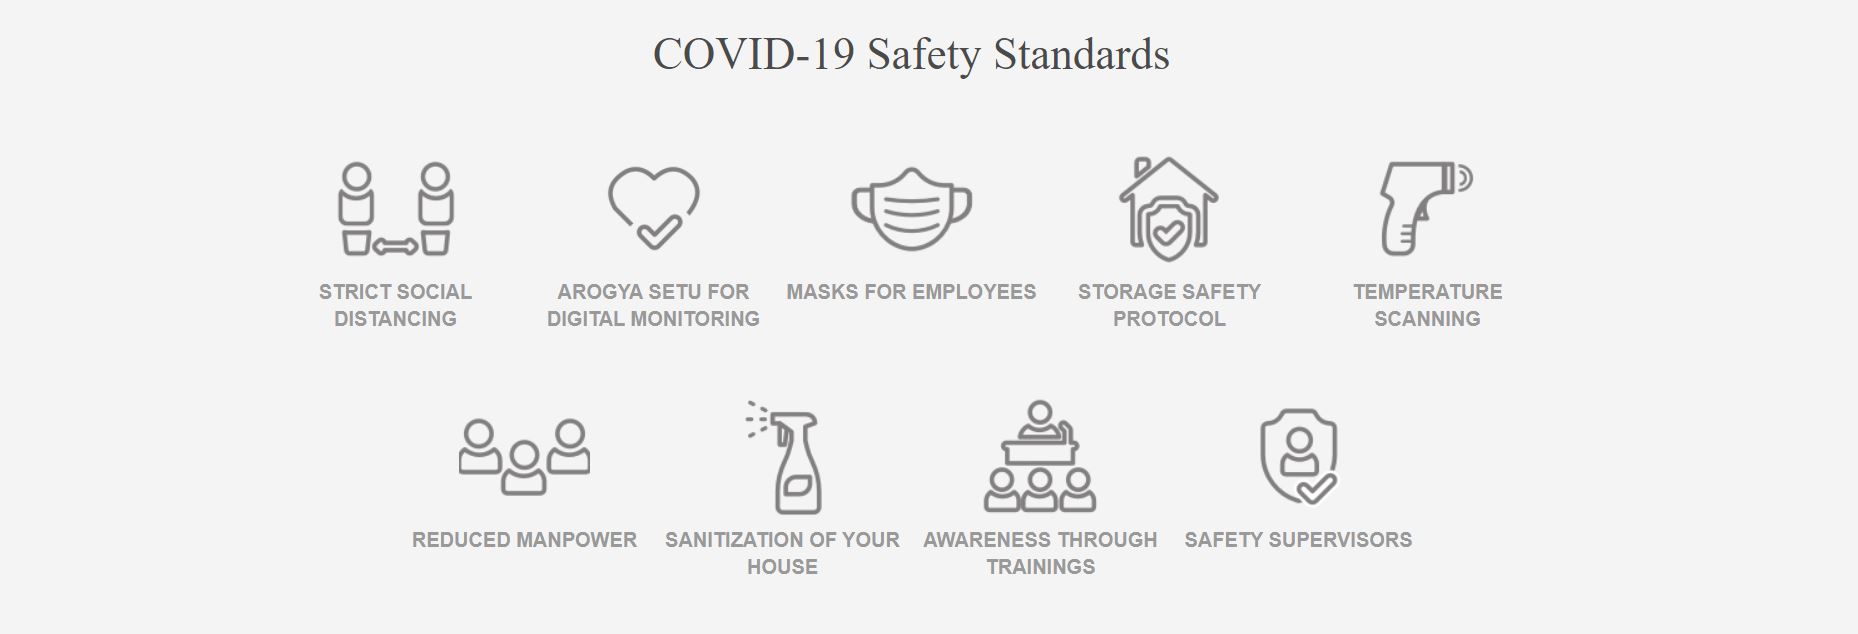 COVID-19 Safety Standards
STRICT SOCIAL
DISTANCING
AROGYA SETU FOR
DIGITAL MONITORING
MASKS FOR EMPLOYEES
STORAGE SAFETY
PROTOCOL
TEMPERATURE
SCANNING
REDUCED MANPOWER
SANITIZATION OF YOUR
HOUSE
AWARENESS THROUGH
TRAININGS
SAFETY SUPERVISORS